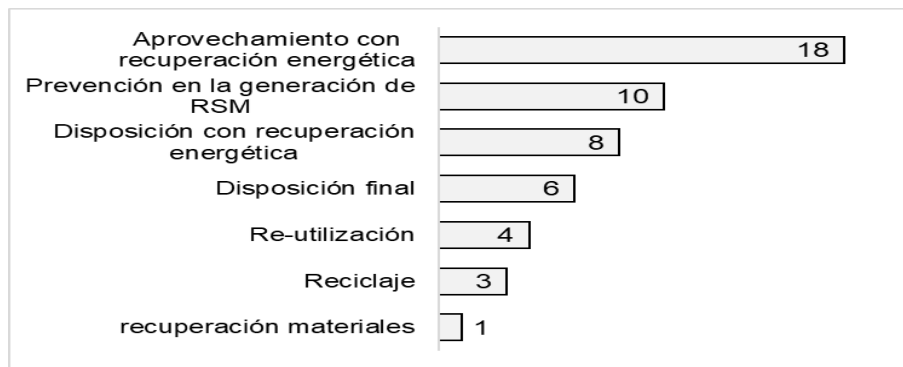 Aprovechamiento con
recuperación energética
18
Prevención en la generación de
RSM
10
Disposición con recuperación
energética
8
Disposición final
6
Re-utilización
4
Reciclaje
3
recuperación materiales
1